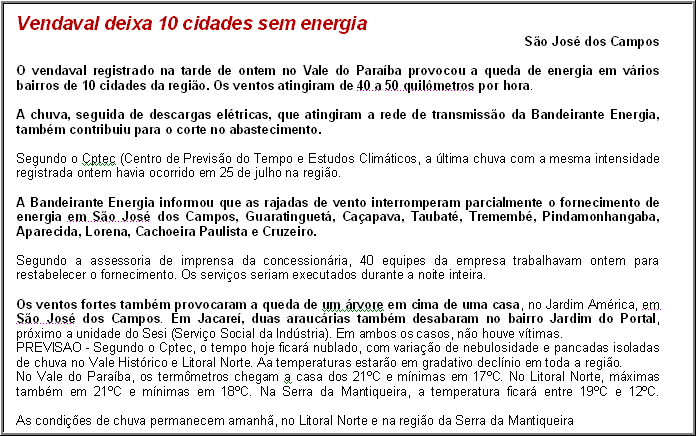 Vendaval deixa 10 cidades sem energia
São José dos Campos
O vendaval registrado na tarde de ontem no Vale do Paraíba provocou a queda de energia em vários
bairros de 10 cidades da região. Os ventos atingiram de 40 a 50 quilômetros por hora.
A chuva, seguida de descargas elétricas, que atingiram a rede de transmissão da Bandeirante Energia,
também contribuiu para o corte no abastecimento.
Segundo o Cptec (Centro de Previsão do Tempo e Estudos Climáticos, a última chuva com a mesma intensidade
registrada ontem havia ocorrido em 25 de julho na região.
A Bandeirante Energia informou que as rajadas de vento interromperam parcialmente o fornecimento de
energia em São José dos Campos, Guaratinguetá, Caçapava, Taubaté, Tremembé, Pindamonhangaba,
Aparecida, Lorena, Cachoeira Paulista e Cruzeiro.
Segundo a assessoria de imprensa da concessionária, 40 equipes da empresa trabalhavam ontem para
restabelecer o fornecimento. Os serviços seriam executados durante a noite inteira.
Os ventos fortes também provocaram a queda de um árvore em cima de uma casa, no Jardim América, em
São José dos Campos. Em Jacareí, duas araucárias também desabaram no bairro Jardim do Portal,
próximo a unidade do Sesi (Serviço Social da Indústria). Em ambos os casos, não houve vítimas.
PREVISAO - Segundo o Cptec, o tempo hoje ficará nublado, com variação de nebulosidade e pancadas isoladas
de chuva no Vale Histórico e Litoral Norte. Aa temperaturas estarão em gradativo declínio em toda a região.
No Vale do Paraíba, os termômetros chegam a casa dos 21ºC e mínimas em 17ºC. No Litoral Norte, máximas
também em 21ºC e mínimas em 18ºC. Na Serra da Mantiqueira, a temperatura ficará entre 19ºC e 12ºC.
As condições de chuva permanecem amanhã, no Litoral Norte e na região da Serra da Mantiqueira